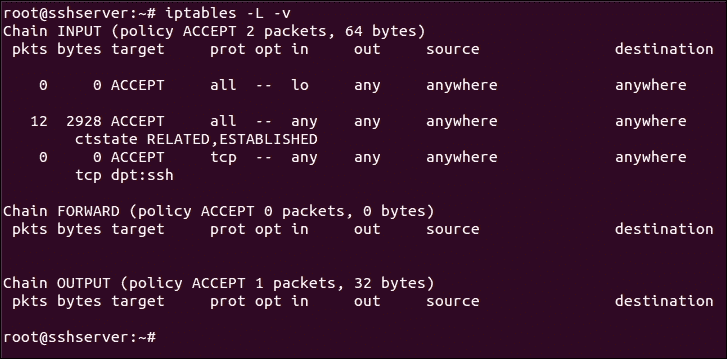 root@sshserver:~# iptables -L -v
Chain INPUT (policy ACCEPT 2 packets, 64 bytes)
 pkts bytes target     prot opt in     out     source               destination
    0     0 ACCEPT     all  --  lo     any     anywhere             anywhere
   12  2928 ACCEPT     all  --  any    any     anywhere             anywhere
        ctstate RELATED,ESTABLISHED
    0     0 ACCEPT     tcp  --  any    any     anywhere             anywhere
        tcp dpt:ssh
Chain FORWARD (policy ACCEPT 0 packets, 0 bytes)
 pkts bytes target     prot opt in     out     source               destination
Chain OUTPUT (policy ACCEPT 1 packets, 32 bytes)
 pkts bytes target     prot opt in     out     source               destination
root@sshserver:~#